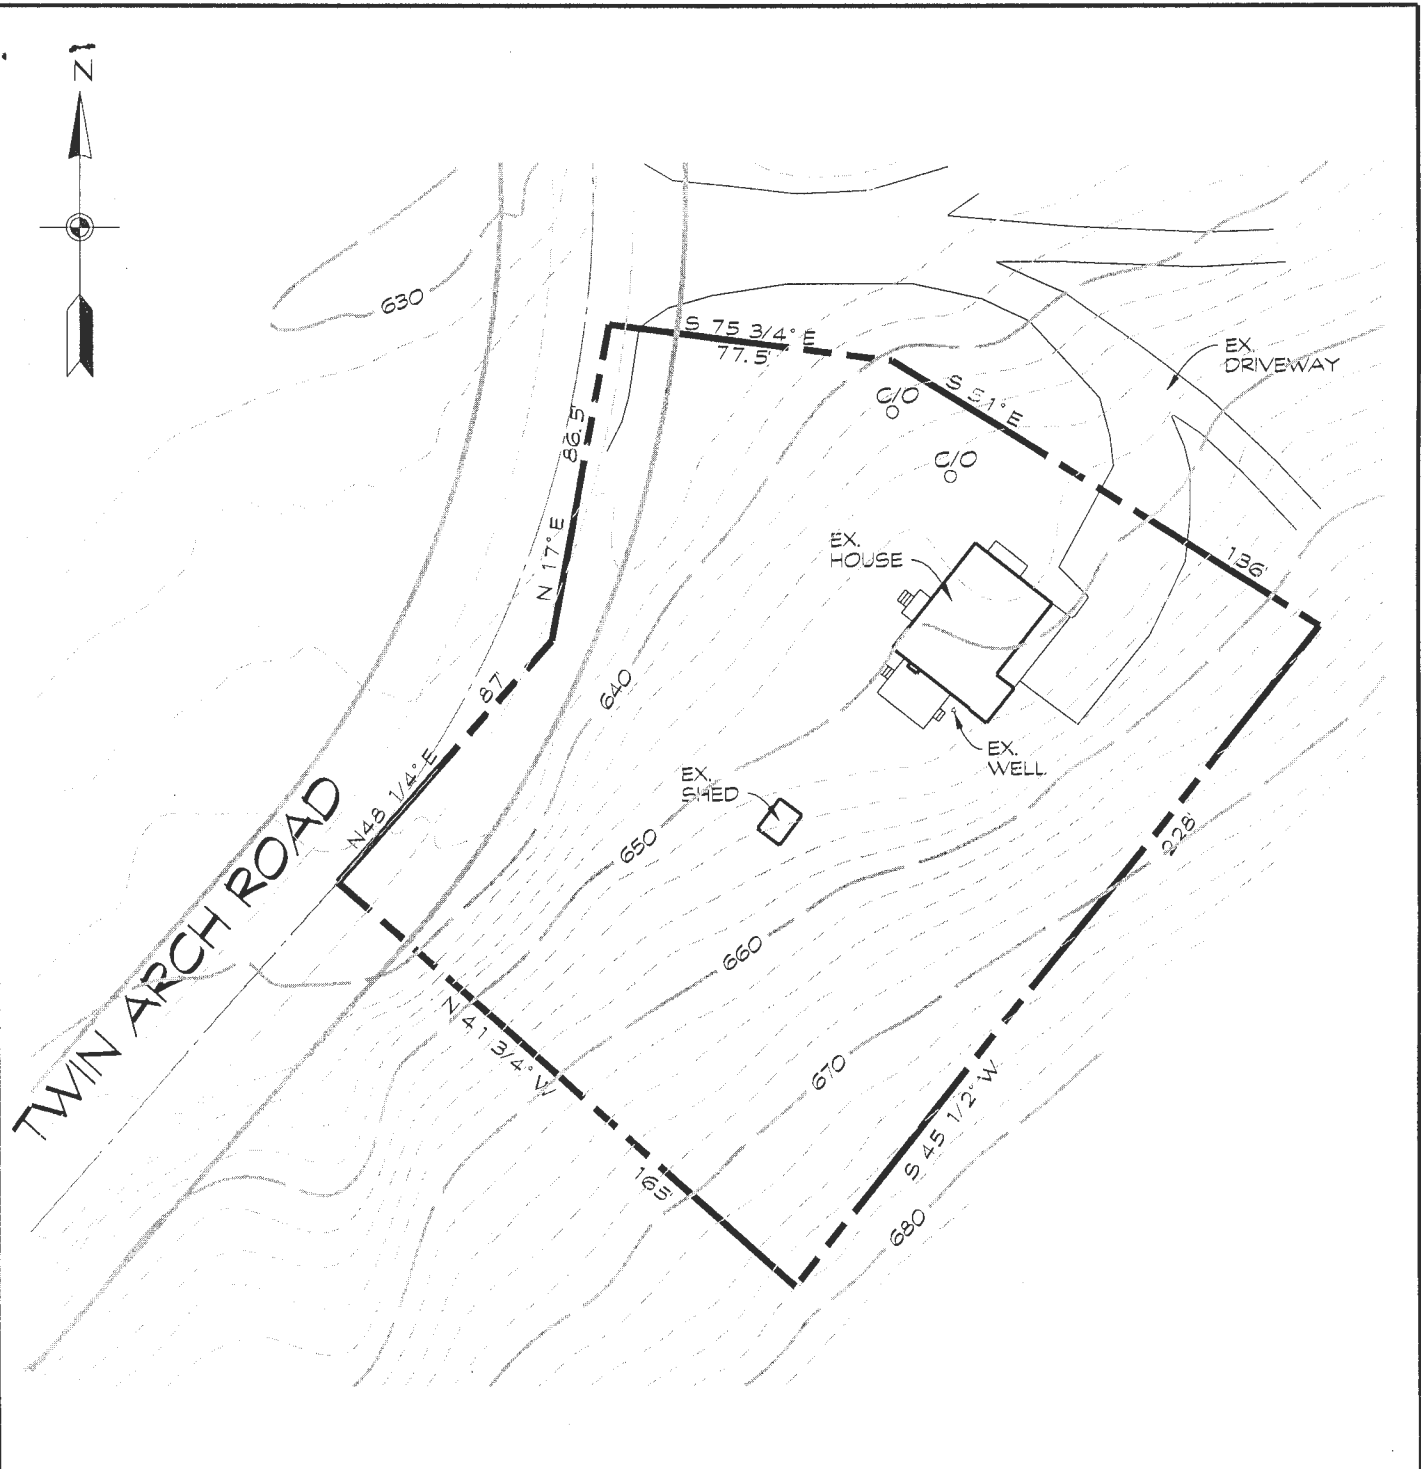 N
630
S 75 3/4° E
77.5'
EX.
DRIVEWAY
C/O
S 51° E
86.5'
C/O
N 17° E
EX.
HOUSE
136'
87'
640
N48 1/4° E
EX.
WELL
EX.
SHED
TWIN ARCH ROAD
650
228'
660
N 41 3/4° W
670
S 45 1/2° W
165'
680